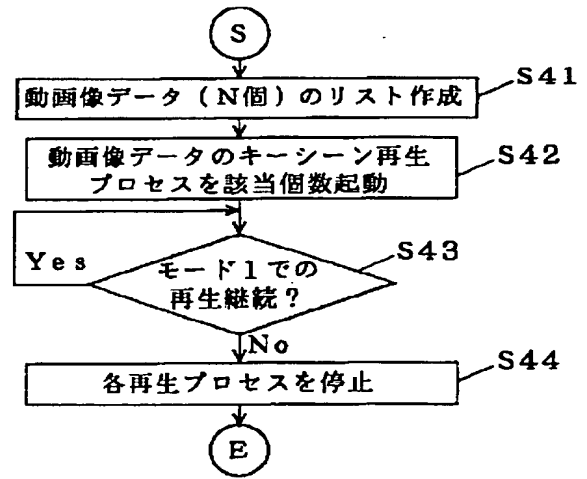 S
動画像データ(N個)のリスト作成
S41
動画像データのキーシーン再生
プロセスを該当個数起動
S42
Yes
モード1での
再生継続?
S43
No
各再生プロセスを停止
S44
E